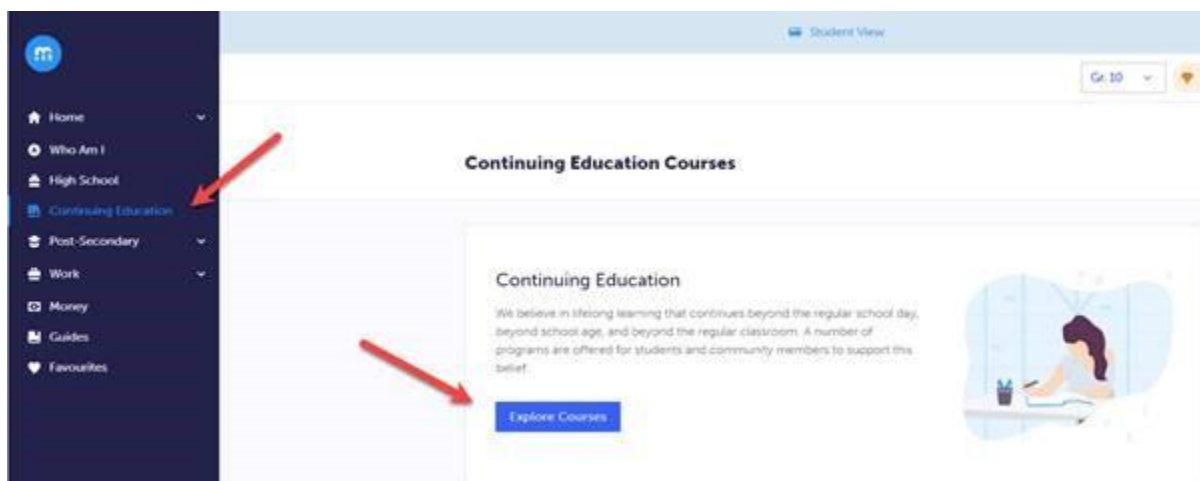 m
Student View
Gr. 10
Home
Who Am I
High School
Continuing Education
Post-Secondary
Work
Money
Guides
Favourites
Continuing Education Courses
Continuing Education
We believe in lifelong learning that continues beyond the regular school day,
beyond school age, and beyond the regular classroom. A number of
programs are offered for students and community members to support this
belief.
Explore Courses